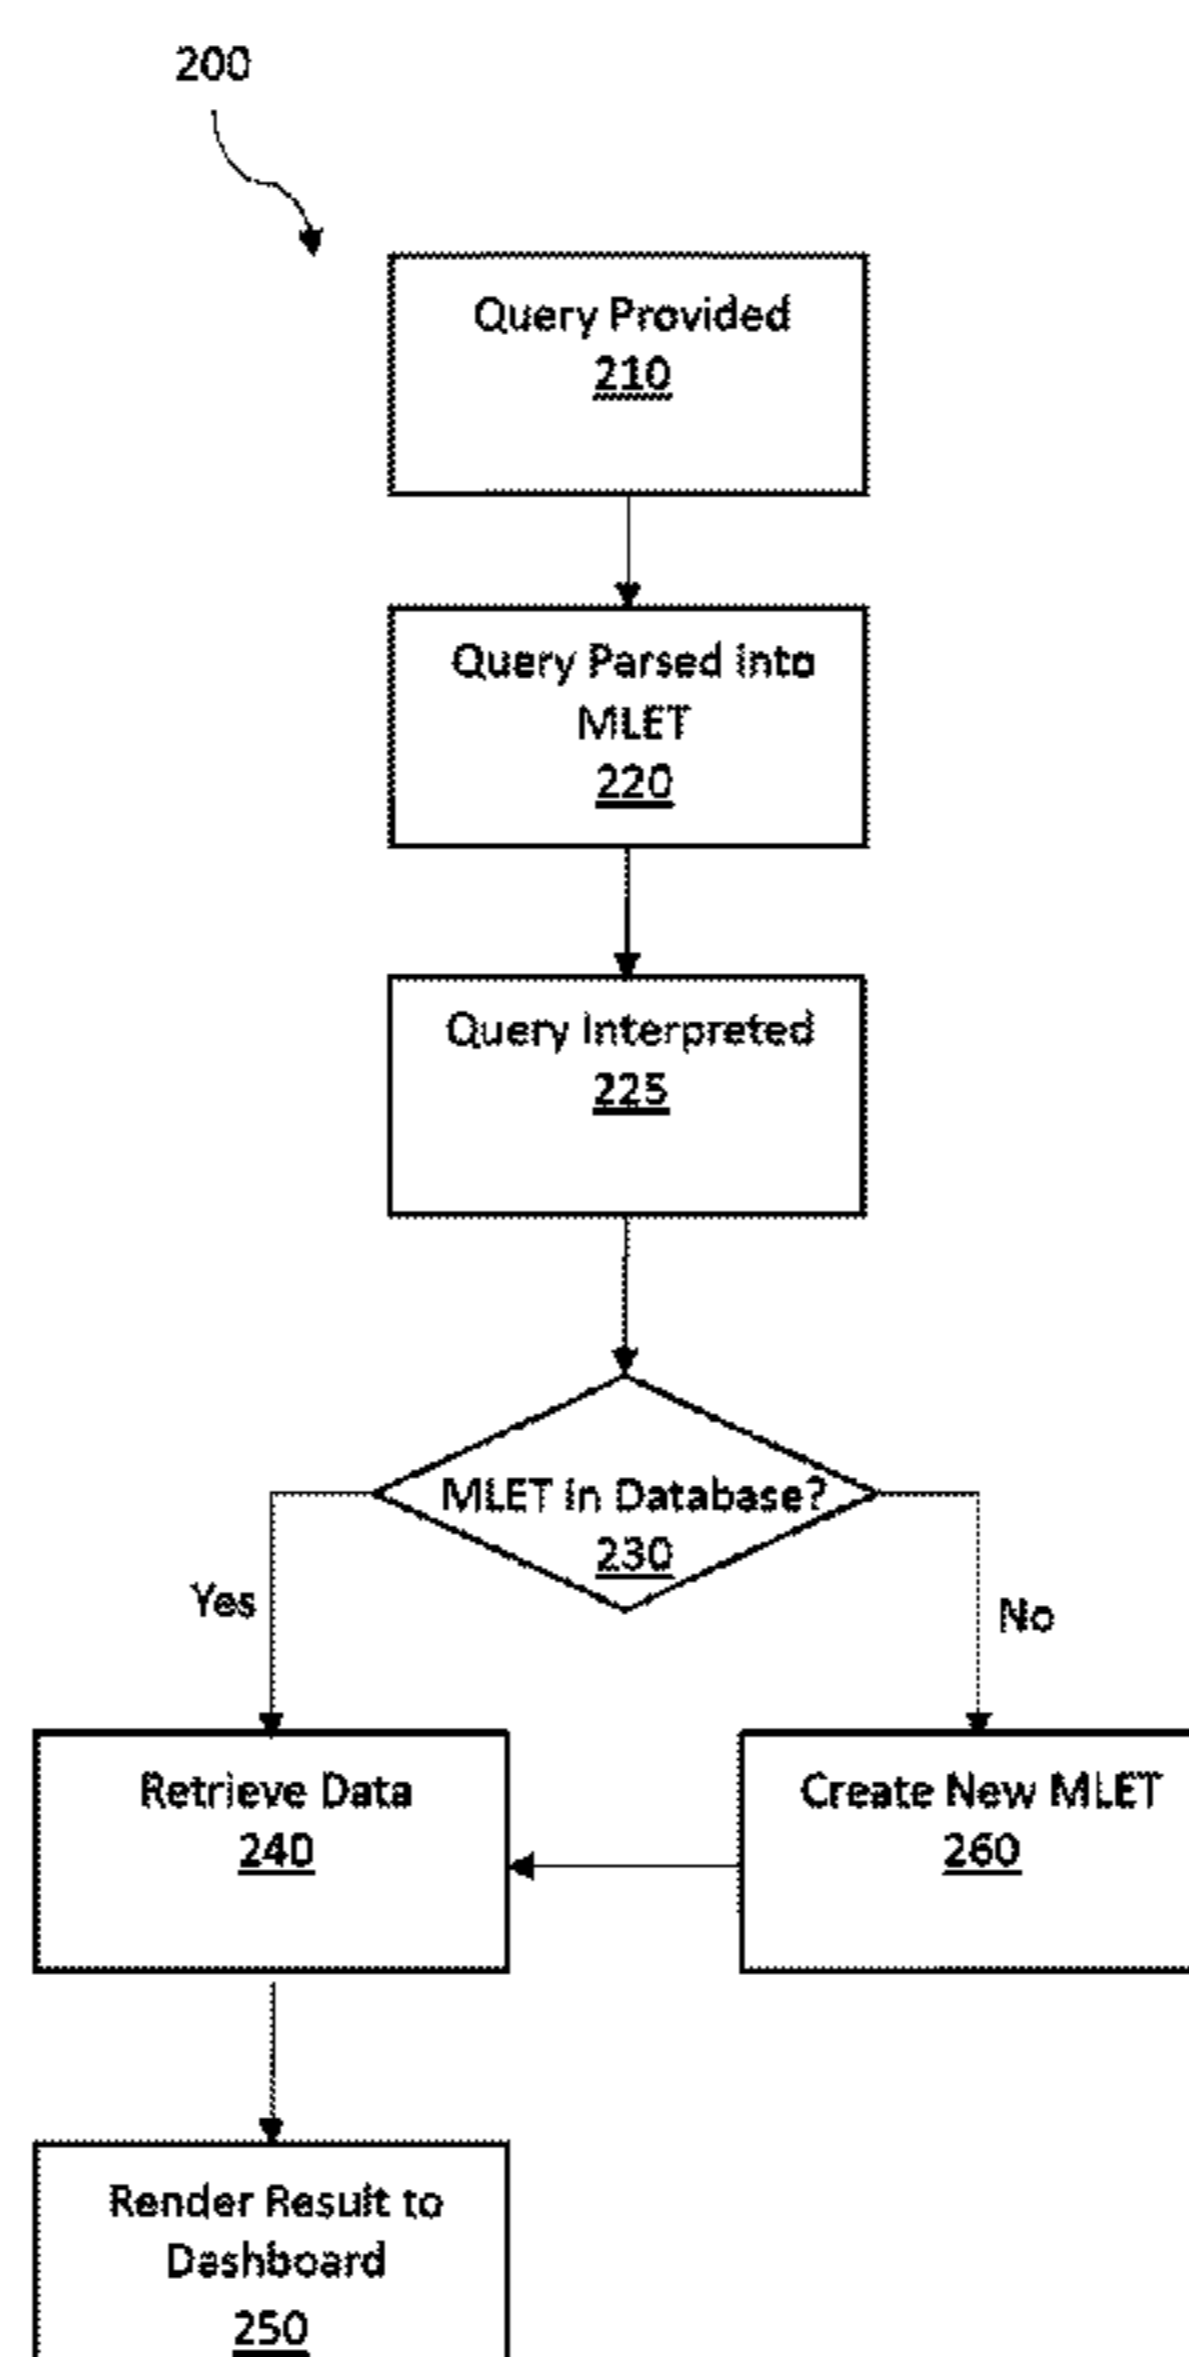 200
Query Provided
210
Query Parsed into
MLET
220
Query Interpreted
225
MLET in Database?
230
Yes
No
Retrieve Data
240
Create New MLET
260
Render Result to
Dashboard
250